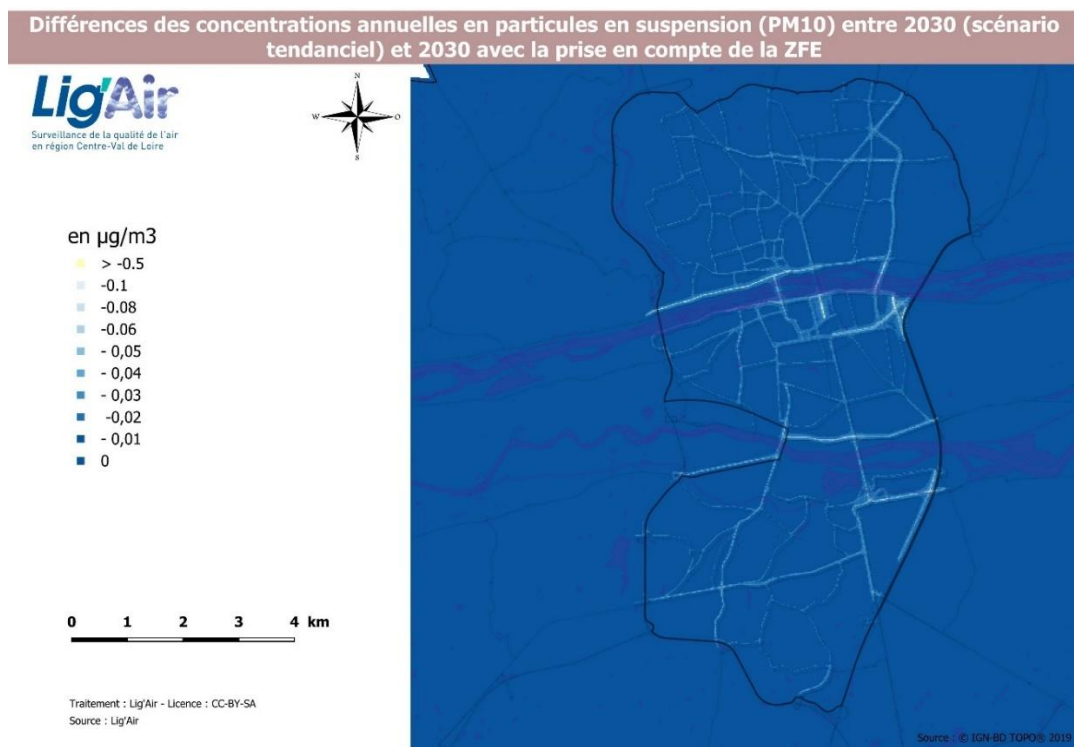 Différences des concentrations annuelles en particules en suspension (PM10) entre 2030 (scénario
tendanciel) et 2030 avec la prise en compte de la ZFE
Lig'Air
Surveillance de la qualité de l'air
en région Centre-Val de Loire
N
W
O
S
en µg/m3
> -0.5
-0.1
-0.08
-0.06
- 0,05
- 0,04
- 0,03
-0,02
- 0,01
0
0 1 2 3 4 km
Traitement : Lig'Air - Licence : CC-BY-SA
Source : Lig'Air
Source : © IGN-BD TOPO® 2019